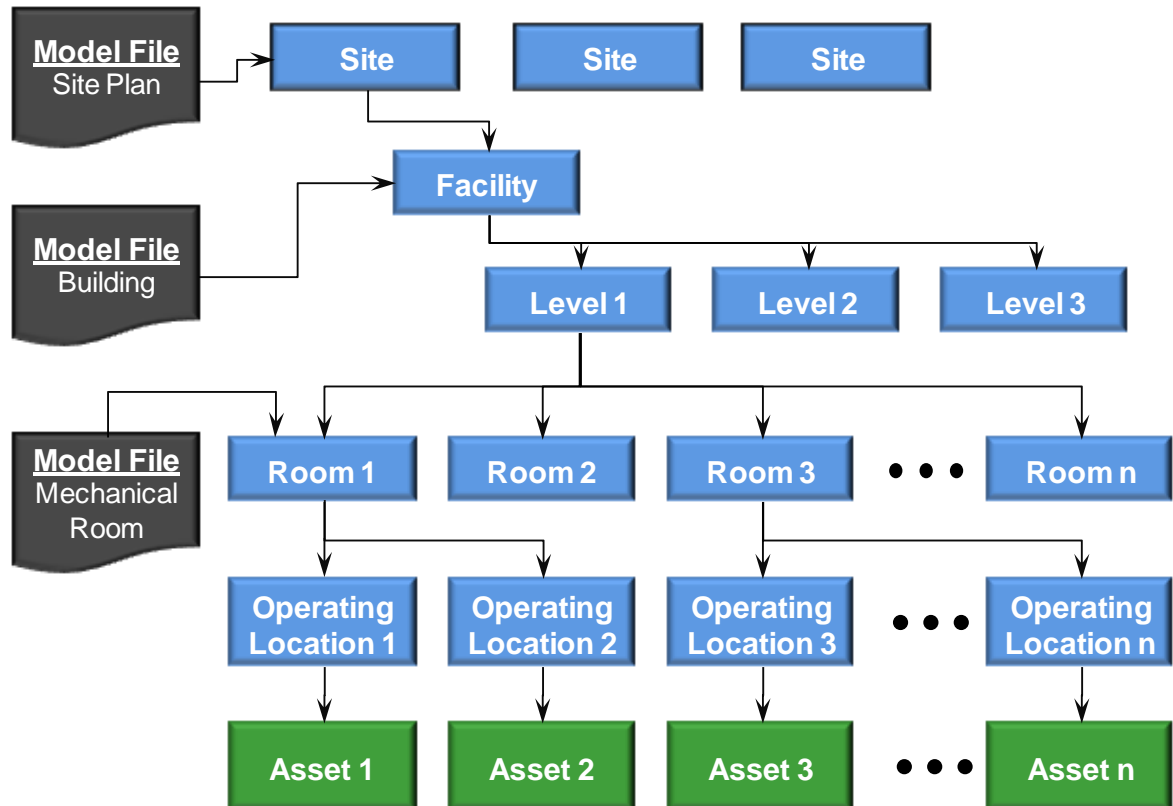 Model File
Site Plan
Site
Site
Site
Facility
Model File
Building
Level 1
Level 2
Level 3
Model File
Mechanical
Room
Room 1
Room 2
Room 3
Room n
Operating
Location 1
Operating
Location 2
Operating
Location 3
Operating
Location n
Asset 1
Asset 2
Asset 3
Asset n